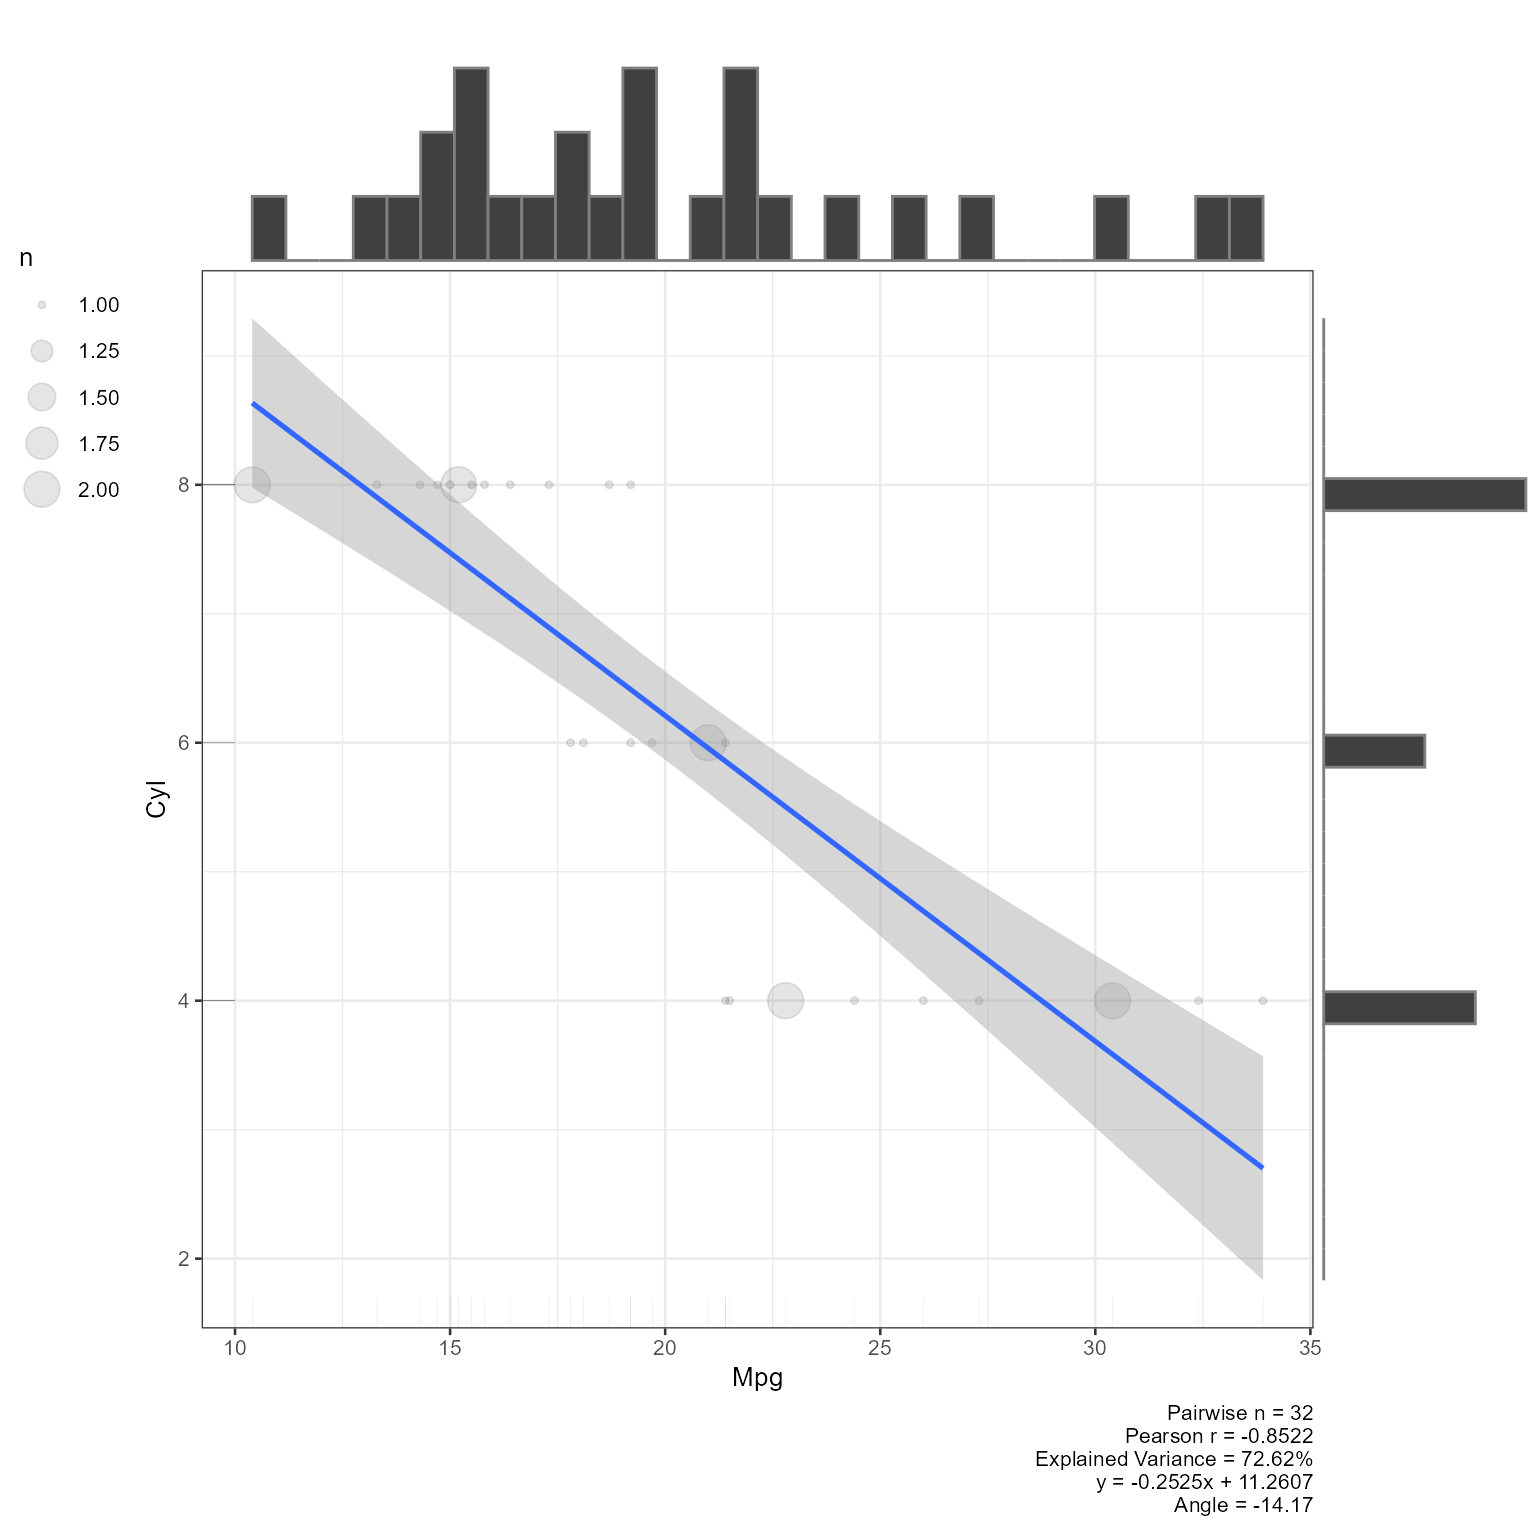 n
1.00
1.25
1.50
1.75
2.00
Cyl
8
6
4
2
10 15 20 25 30 35
Mpg
Pairwise n = 32
Pearson r = -0.8522
Explained Variance = 72.62%
y = -0.2525x + 11.2607
Angle = -14.17